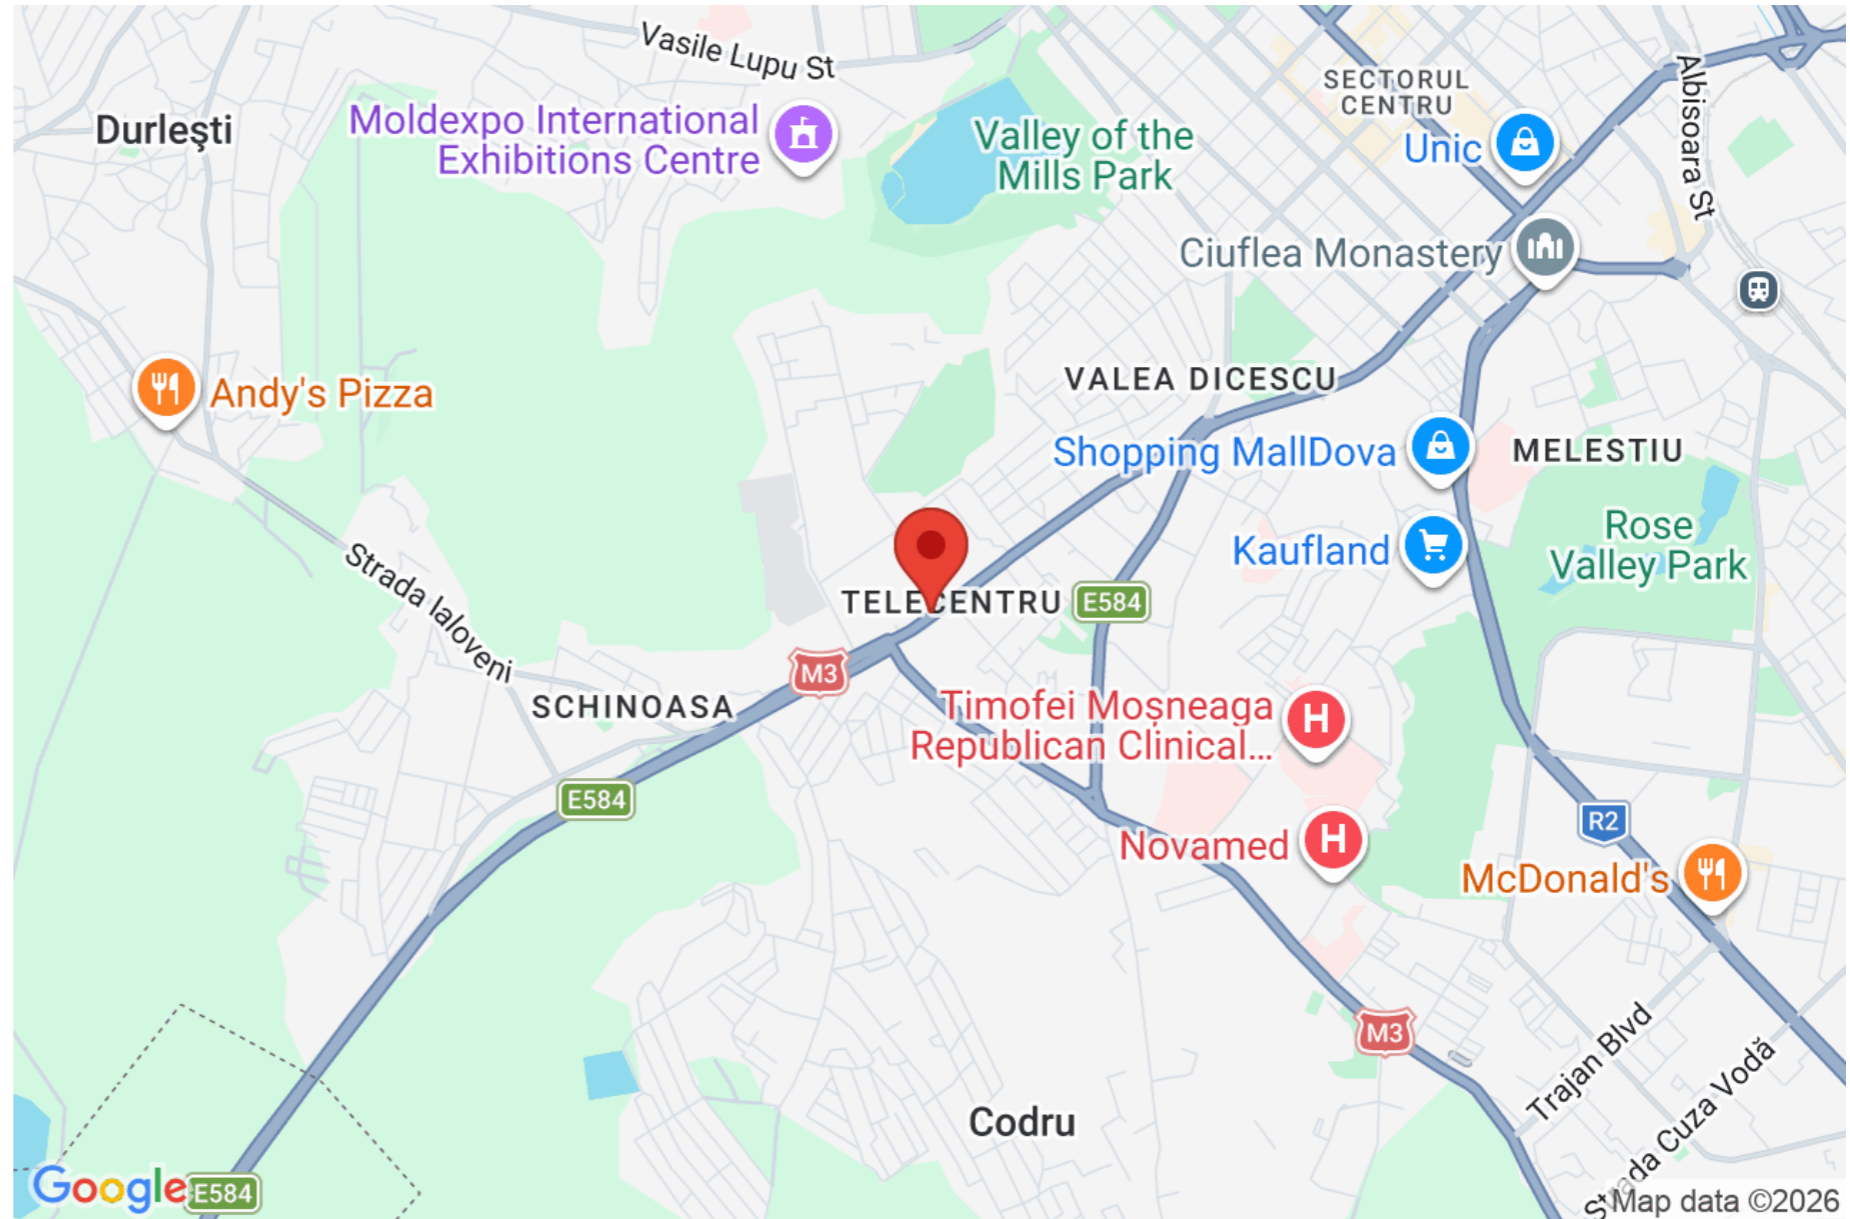 Vasile Lupu St
Durleşti
Moldexpo International
Exhibitions Centre
Valley of the
Mills Park
SECTORUL
CENTRU
Unic
Albisoara St
Ciuflea Monastery
Andy's Pizza
VALEA DICESCU
Shopping MallDova
MELESTIU
Rose
Valley Park
Kaufland
Strada Ialoveni
TELECENTRU
E584
M3
SCHINOASA
Timofei Moșneaga
Republican Clinical...
H
E584
Novamed
H
R2
McDonald's
M3
Trajan Blvd
Strada Cuza Vodă
Codru
Google
E584
Map data ©2026